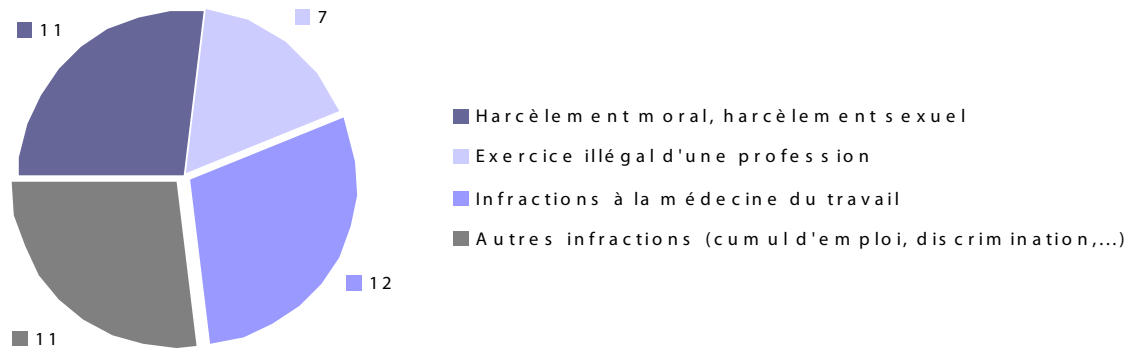 11
7
Harcèlement moral, harcèlement sexuel
Exercice illégal d'une profession
Infractions à la médecine du travail
Autres infractions (cumul d'emploi, discrimination,...)
12
11